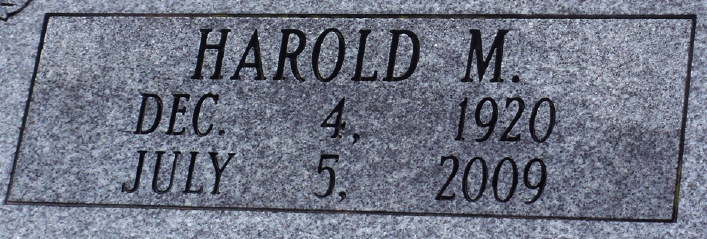 HAROLD M.
DEC. 4, 1920
JULY 5, 2009